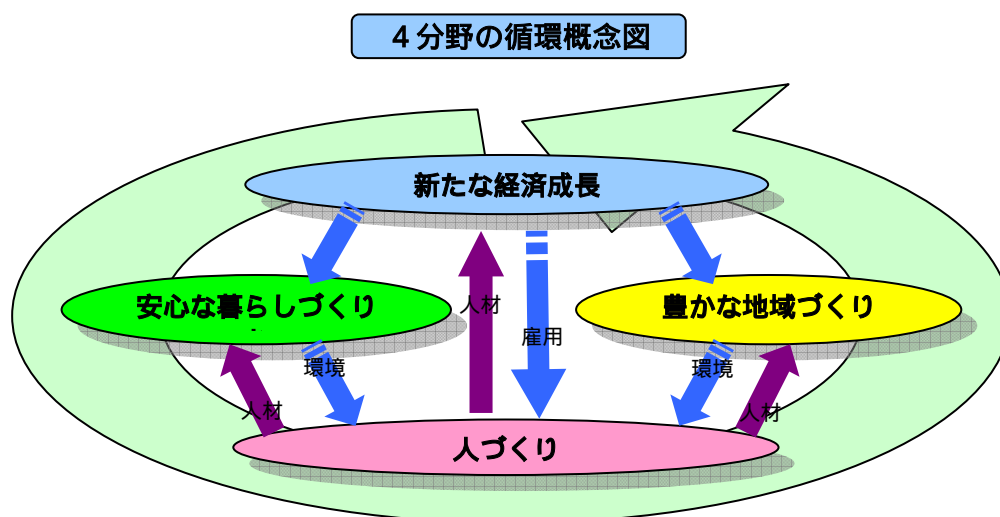 ４分野の循環概念図
新たな経済成長
安心な暮らしづくり
豊かな地域づくり
人材
雇用
環境
環境
人材
人材
人づくり